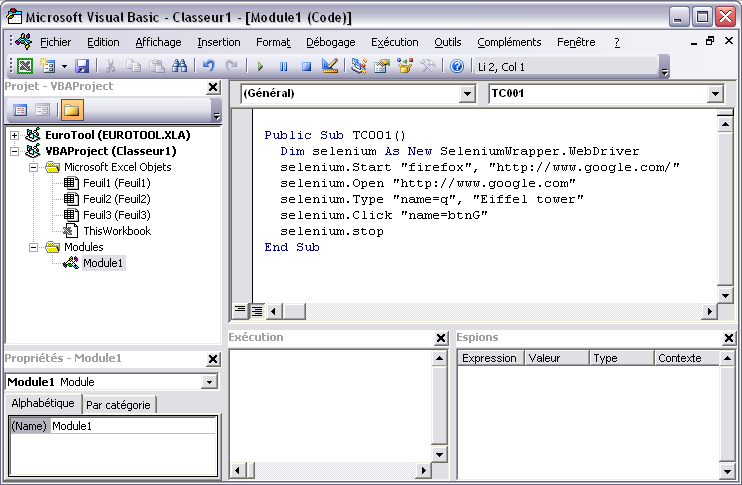 Microsoft Visual Basic - Classeur1 - [Module1 (Code)]
Fichier Edition Affichage Insertion Format Débogage Exécution Outils Compléments Fenêtre ?
Li 2, Col 1
Projet - VBAProject
EuroTool (EUROTOOL.XLA)
VBAProject (Classeur1)
Microsoft Excel Objets
Feuil1 (Feuil1)
Feuil2 (Feuil2)
Feuil3 (Feuil3)
ThisWorkbook
Modules
Module1
(Général) TC001
Public Sub TC001()
Dim selenium As New SeleniumWrapper.WebDriver
selenium.Start "firefox", "http://www.google.com/"
selenium.Open "http://www.google.com"
selenium.Type "name=q", "Eiffel tower"
selenium.Click "name=btnG"
selenium.stop
End Sub
Propriétés - Module1
Module1 Module
Alphabétique Par catégorie
(Name) Module1
Exécution
Espions
Expression Valeur Type Contexte